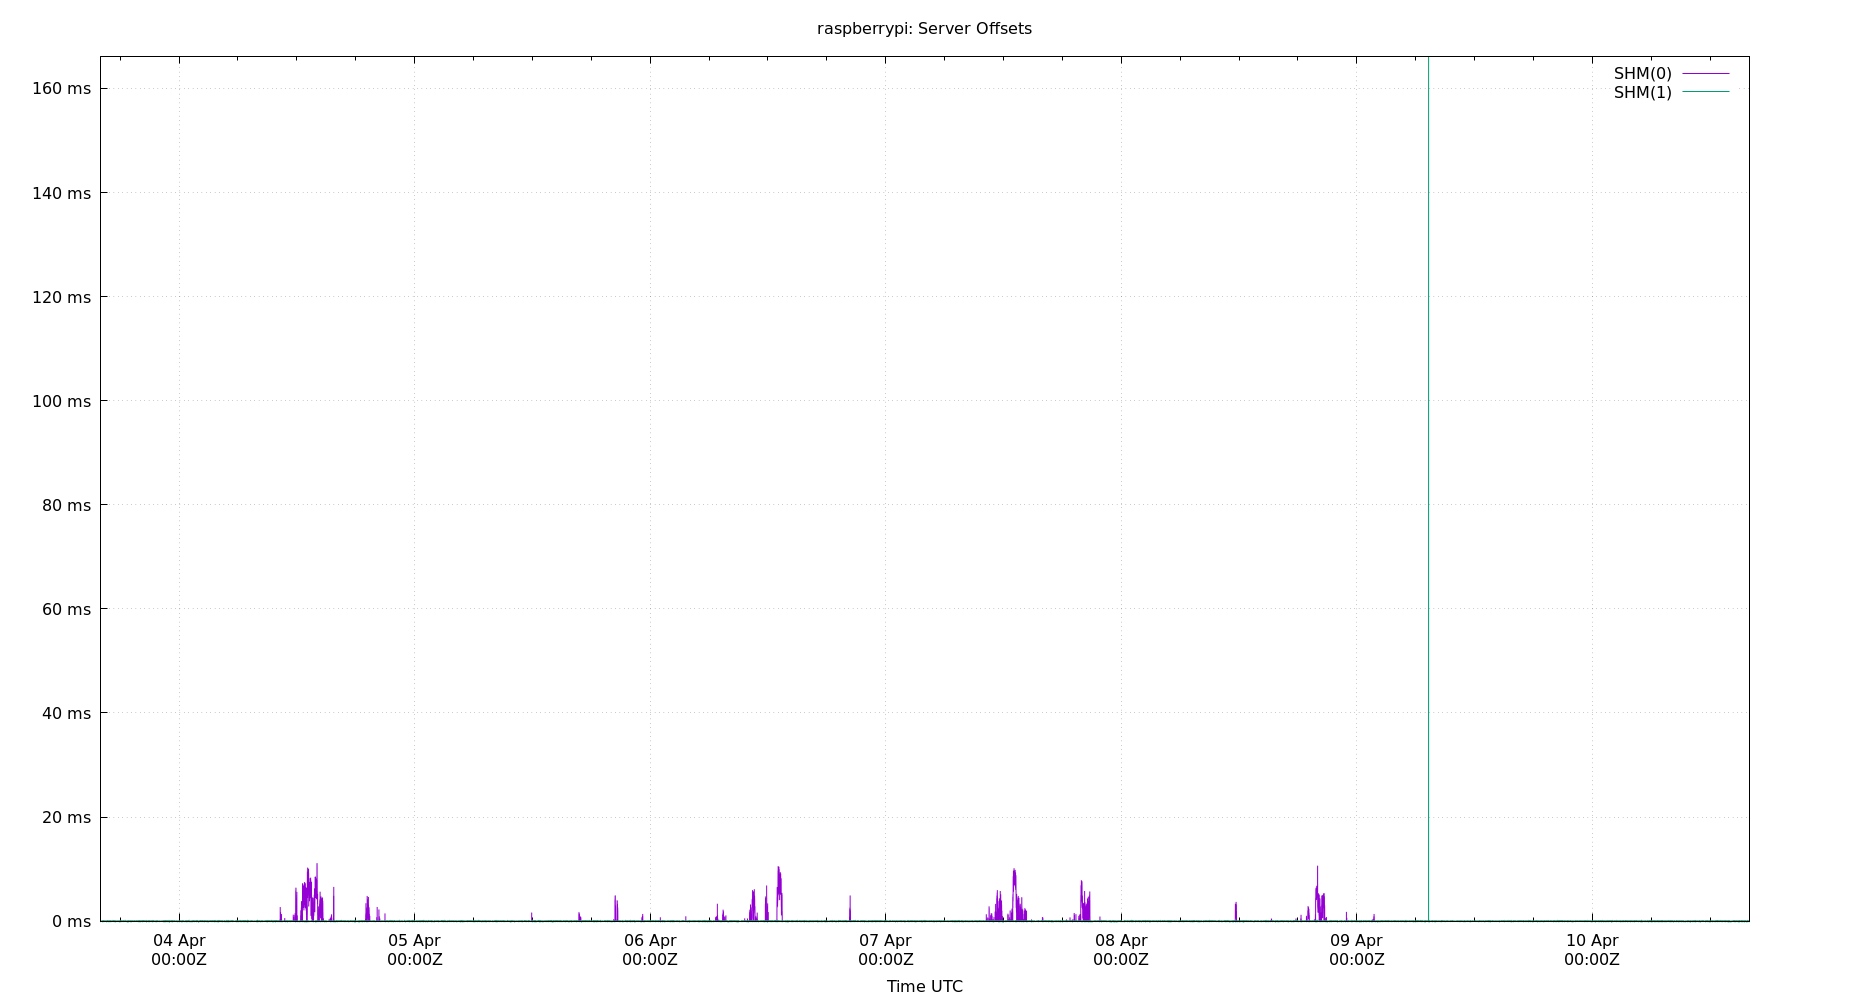 raspberrypi: Server Offsets
SHM(0)
SHM(1)
160 ms
140 ms
120 ms
100 ms
80 ms
60 ms
40 ms
20 ms
0 ms
04 Apr 05 Apr 06 Apr 07 Apr 08 Apr 09 Apr 10 Apr
00:00Z 00:00Z 00:00Z 00:00Z 00:00Z 00:00Z 00:00Z
Time UTC